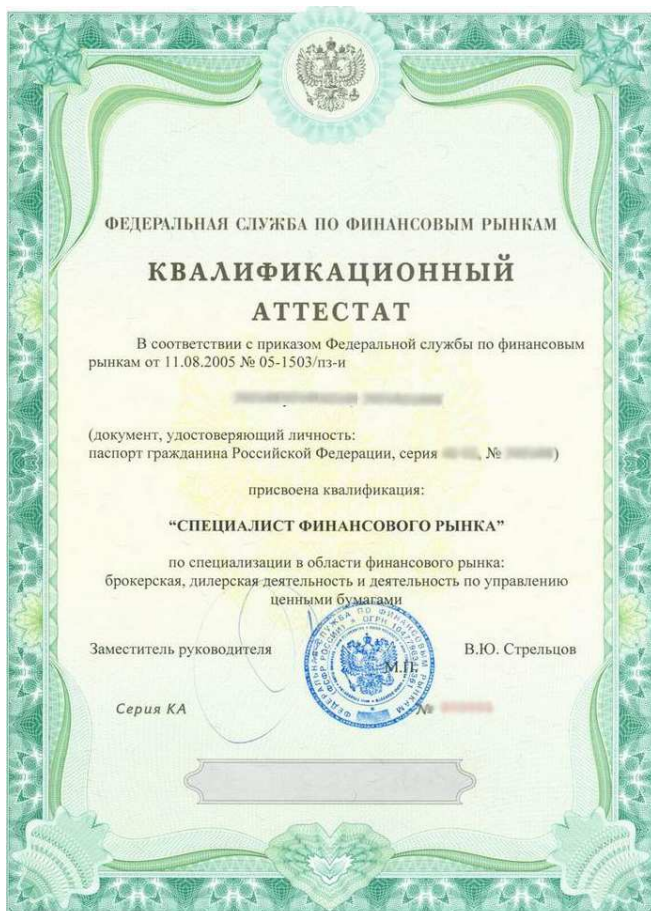 ФЕДЕРАЛЬНАЯ СЛУЖБА ПО ФИНАНСОВЫМ РЫНКАМ
КВАЛИФИКАЦИОННЫЙ
АТТЕСТАТ
В соответствии с приказом Федеральной службы по финансовым
рынкам от 11.08.2005 № 05-1503/пз-и
(документ, удостоверяющий личность:
паспорт гражданина Российской Федерации, серия , № )
присвоена квалификация:
“СПЕЦИАЛИСТ ФИНАНСОВОГО РЫНКА”
по специализации в области финансового рынка:
брокерская, дилерская деятельность и деятельность по управлению
ценными бумагами
Заместитель руководителя М.П. В.Ю. Стрельцов
Серия КА №